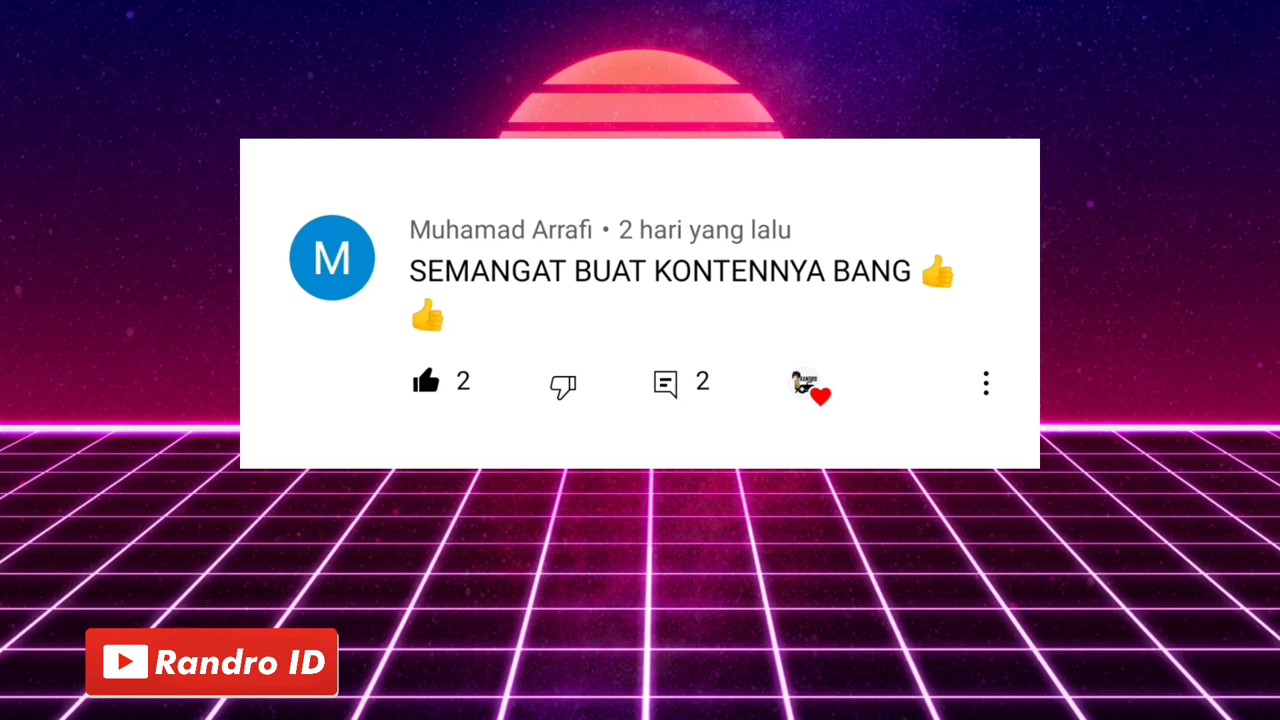 M
Muhamad Arrafi • 2 hari yang lalu
SEMANGAT BUAT KONTENNYA BANG 👍
👍
2
2
Randro ID